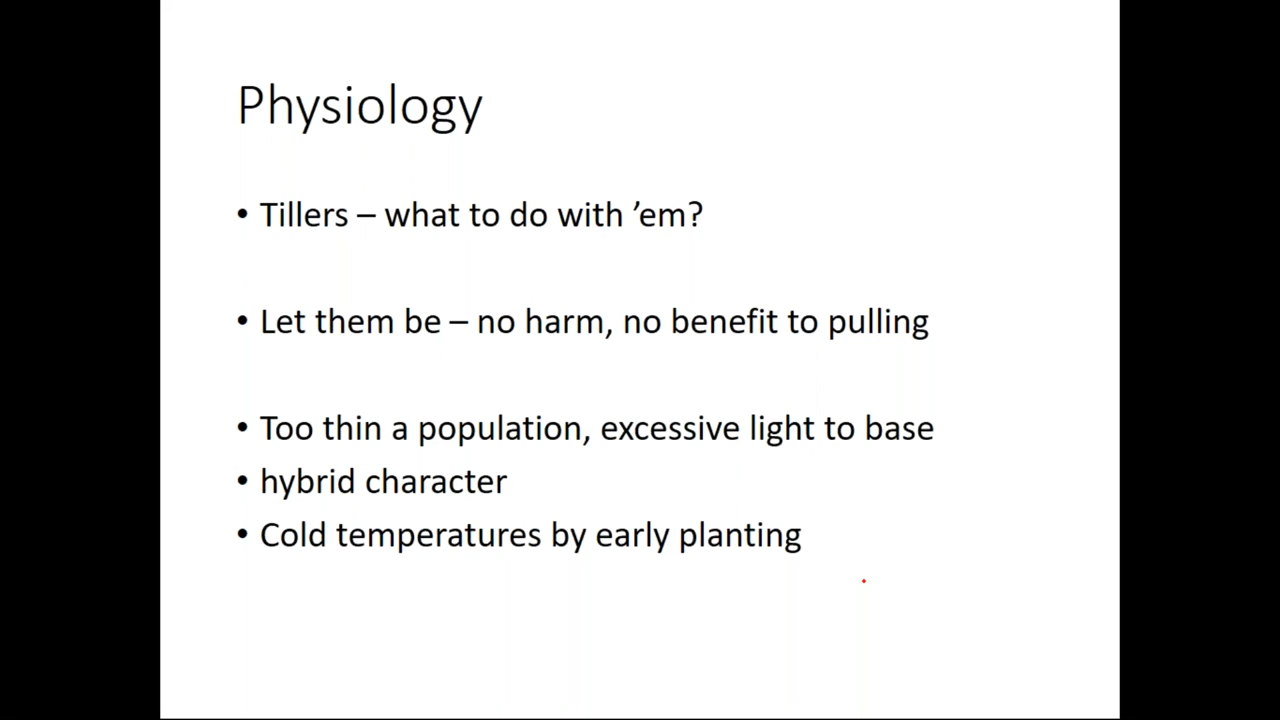 Physiology
• Tillers – what to do with ’em?
• Let them be – no harm, no benefit to pulling
• Too thin a population, excessive light to base
• hybrid character
• Cold temperatures by early planting